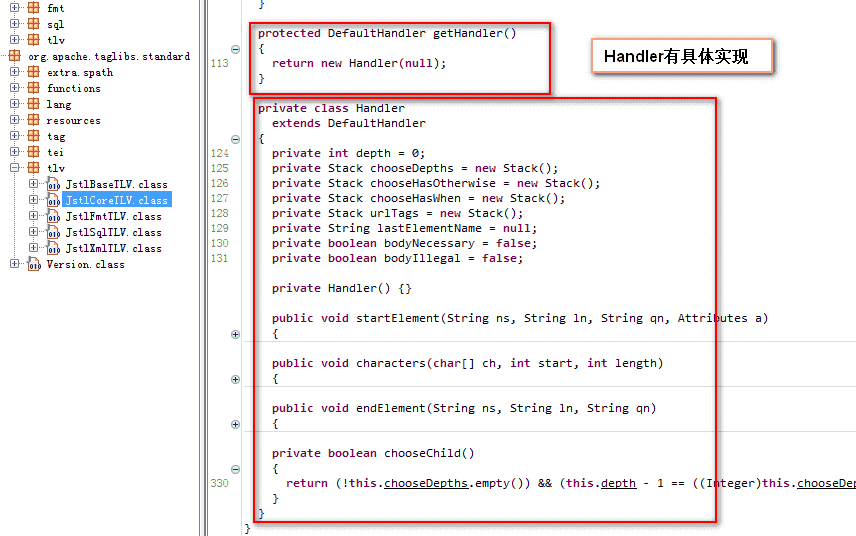 fmt
sql
tlv
org.apache.taglibs.standard
extra.spath
functions
lang
resources
tag
tei
tlv
JstlBaseTLV.class
JstlCoreTLV.class
JstlFmtTLV.class
JstlSqlTLV.class
JstlXmlTLV.class
Version.class
}
protected DefaultHandler getHandler()
{
113 return new Handler(null);
}
Handler有具体实现
private class Handler
extends DefaultHandler
{
124 private int depth = 0;
125 private Stack chooseDepths = new Stack();
126 private Stack chooseHasOtherwise = new Stack();
127 private Stack chooseHasWhen = new Stack();
128 private Stack urlTags = new Stack();
129 private String lastElementName = null;
130 private boolean bodyNecessary = false;
131 private boolean bodyIllegal = false;
private Handler() {}
public void startElement(String ns, String ln, String qn, Attributes a)
{
public void characters(char[] ch, int start, int length)
{
public void endElement(String ns, String ln, String qn)
{
private boolean chooseChild()
{
330 return (!this.chooseDepths.empty()) && (this.depth - 1 == ((Integer)this.chooseDep
}
}
}